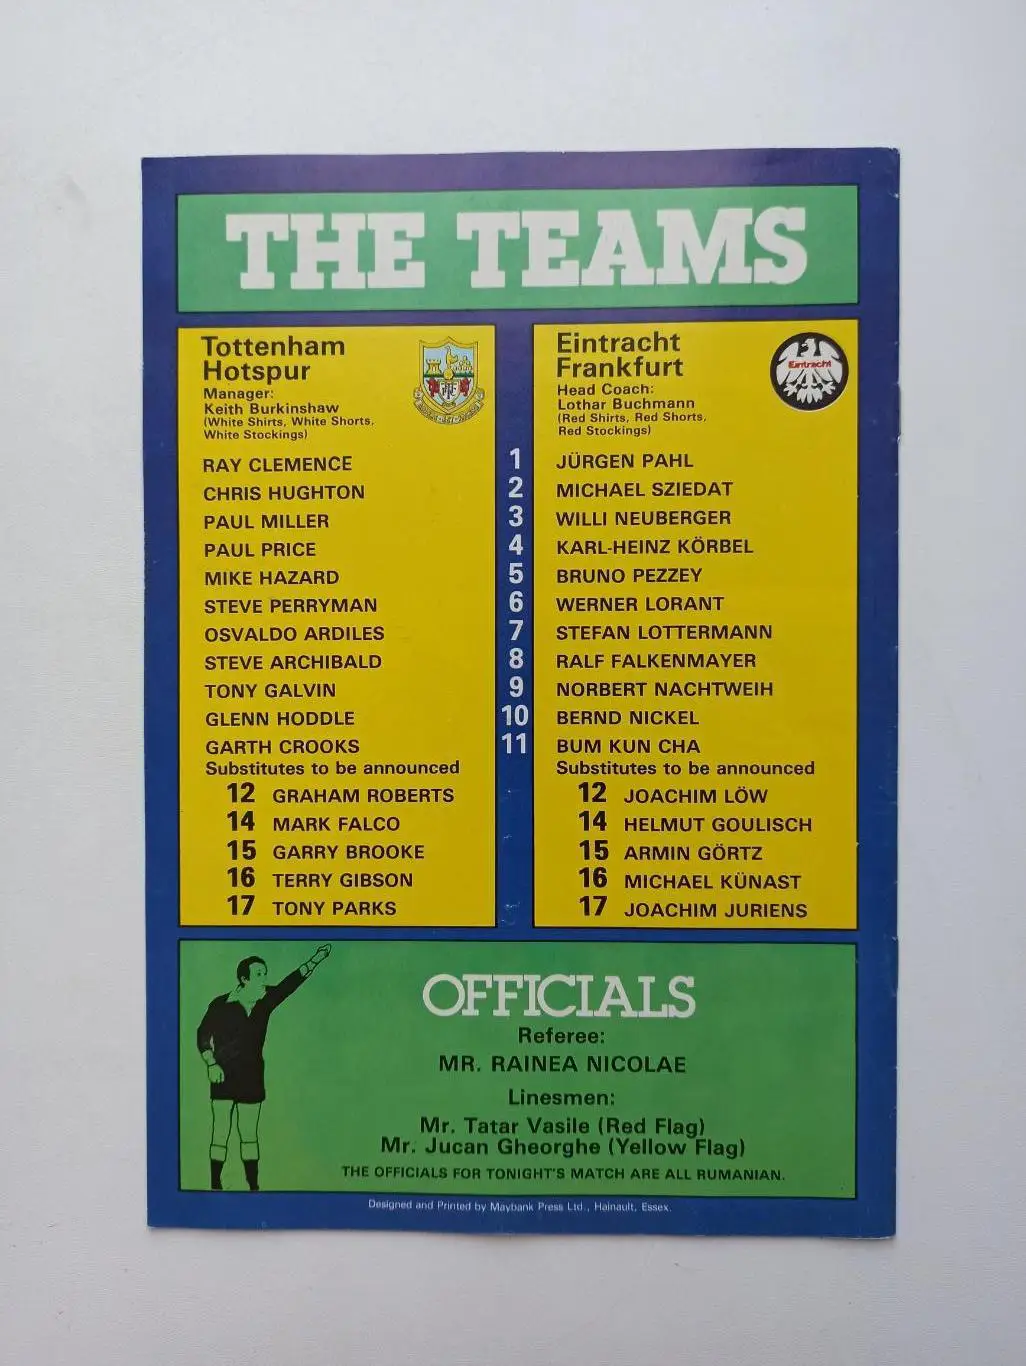 THE TEAMS
Tottenham
Hotspur
Manager:
Keith Burkinshaw
(White Shirts, White Shorts,
White Stockings)
Eintracht
Frankfurt
Head Coach:
Lothar Buchmann
(Red Shirts, Red Shorts,
Red Stockings)
Eintracht
RAY CLEMENCE 1 JÜRGEN PAHL
CHRIS HUGHTON 2 MICHAEL SZIEDAT
PAUL MILLER 3 WILLI NEUBERGER
PAUL PRICE 4 KARL-HEINZ KÖRBEL
MIKE HAZARD 5 BRUNO PEZZEY
STEVE PERRYMAN 6 WERNER LORANT
OSVALDO ARDILES 7 STEFAN LOTTERMANN
STEVE ARCHIBALD 8 RALF FALKENMAYER
TONY GALVIN 9 NORBERT NACHTWEIH
GLENN HODDLE 10 BERND NICKEL
GARTH CROOKS 11 BUM KUN CHA
Substitutes to be announced Substitutes to be announced
12 GRAHAM ROBERTS 12 JOACHIM LÖW
14 MARK FALCO 14 HELMUT GOULISCH
15 GARRY BROOKE 15 ARMIN GÖRTZ
16 TERRY GIBSON 16 MICHAEL KÜNAST
17 TONY PARKS 17 JOACHIM JURIENS
OFFICIALS
Referee:
MR. RAINEA NICOLAE
Linesmen:
Mr. Tatar Vasile (Red Flag)
Mr. Jucan Gheorghe (Yellow Flag)
THE OFFICIALS FOR TONIGHT'S MATCH ARE ALL RUMANIAN.
Designed and Printed by Maybank Press Ltd., Hainault, Essex.